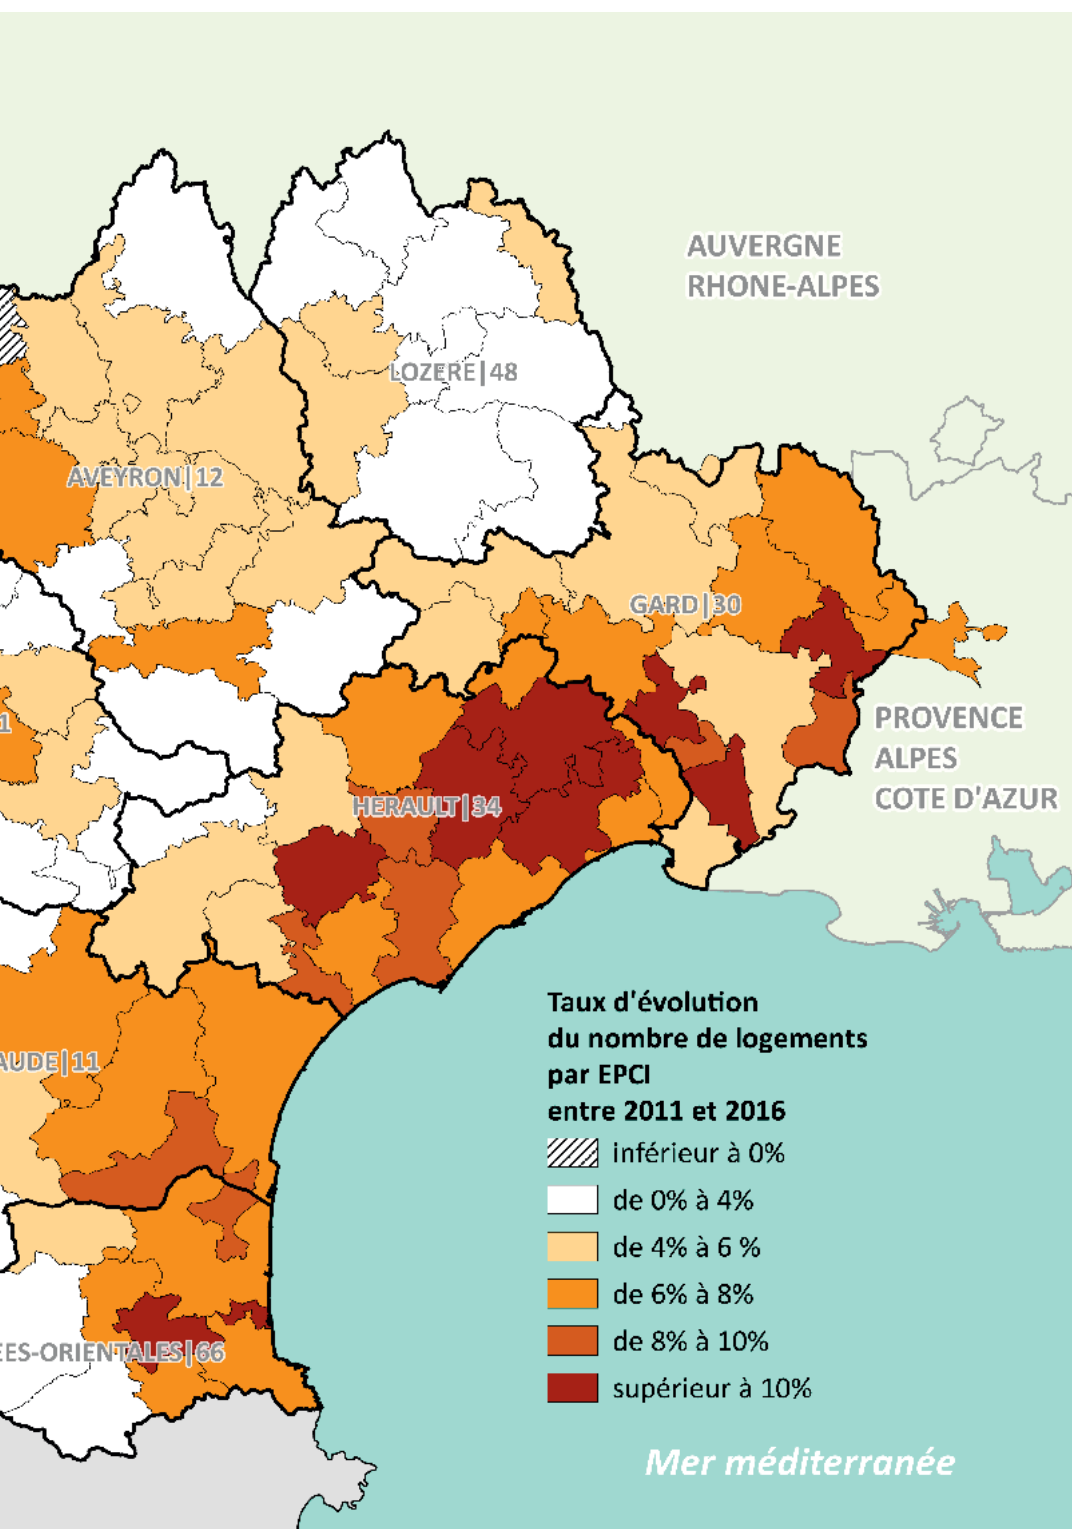 AUVERGNE
RHONE-ALPES
LOZERE|48
AVEYRON|12
GARD|30
1
PROVENCE
ALPES
COTE D'AZUR
HERAULT|34
AUDE|11
EES-ORIENTALES|66
Taux d'évolution
du nombre de logements
par EPCI
entre 2011 et 2016
inférieur à 0%
de 0% à 4%
de 4% à 6 %
de 6% à 8%
de 8% à 10%
supérieur à 10%
Mer méditerranée